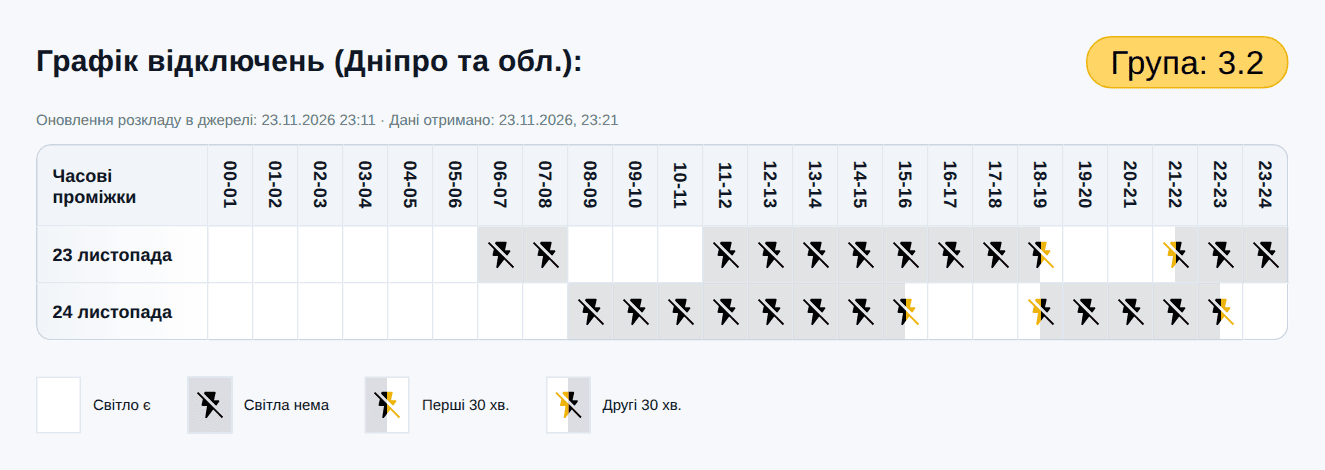 Графік відключень (Дніпро та обл.):
Група: 3.2
Оновлення розкладу в джерелі: 23.11.2026 23:11 · Дані отримано: 23.11.2026, 23:21
Часові
проміжки
00-01
01-02
02-03
03-04
04-05
05-06
06-07
07-08
08-09
09-10
10-11
11-12
12-13
13-14
14-15
15-16
16-17
17-18
18-19
19-20
20-21
21-22
22-23
23-24
23 листопада
24 листопада
Світло є
Світла нема
Перші 30 хв.
Другі 30 хв.